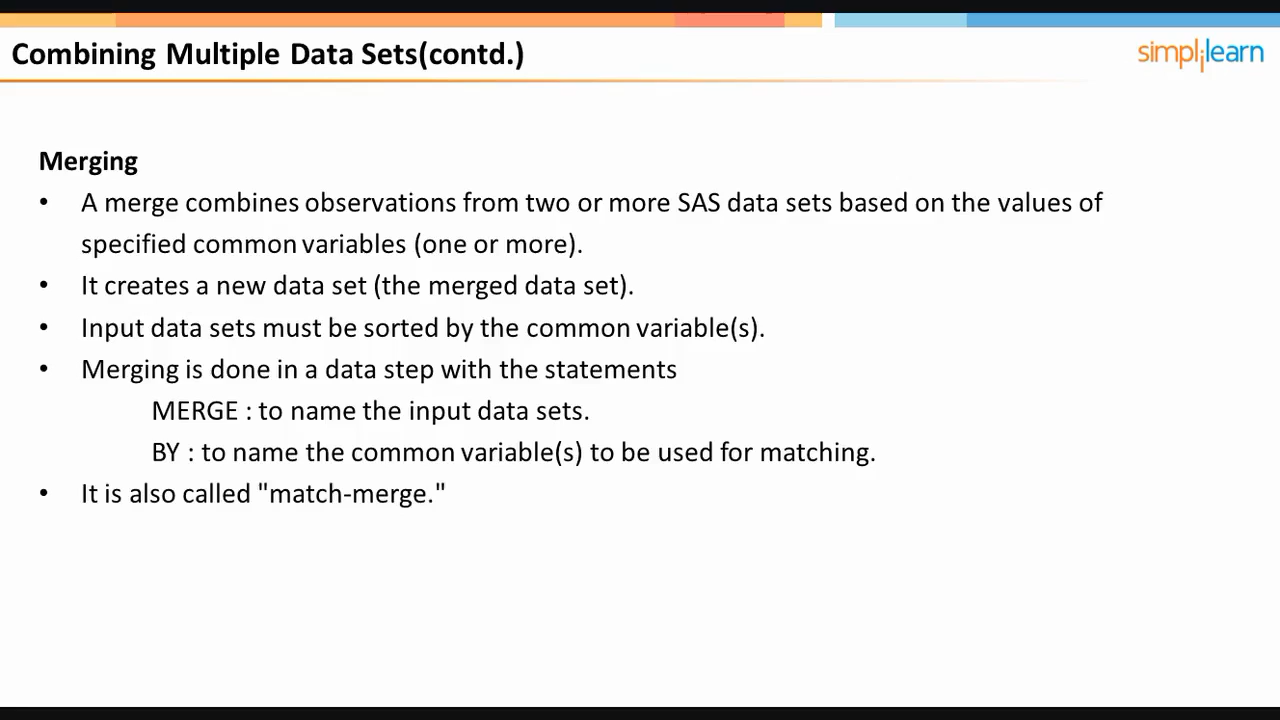 Combining Multiple Data Sets(contd.)
simplilearn
Merging
• A merge combines observations from two or more SAS data sets based on the values of
specified common variables (one or more).
• It creates a new data set (the merged data set).
• Input data sets must be sorted by the common variable(s).
• Merging is done in a data step with the statements
MERGE : to name the input data sets.
BY : to name the common variable(s) to be used for matching.
• It is also called "match-merge."